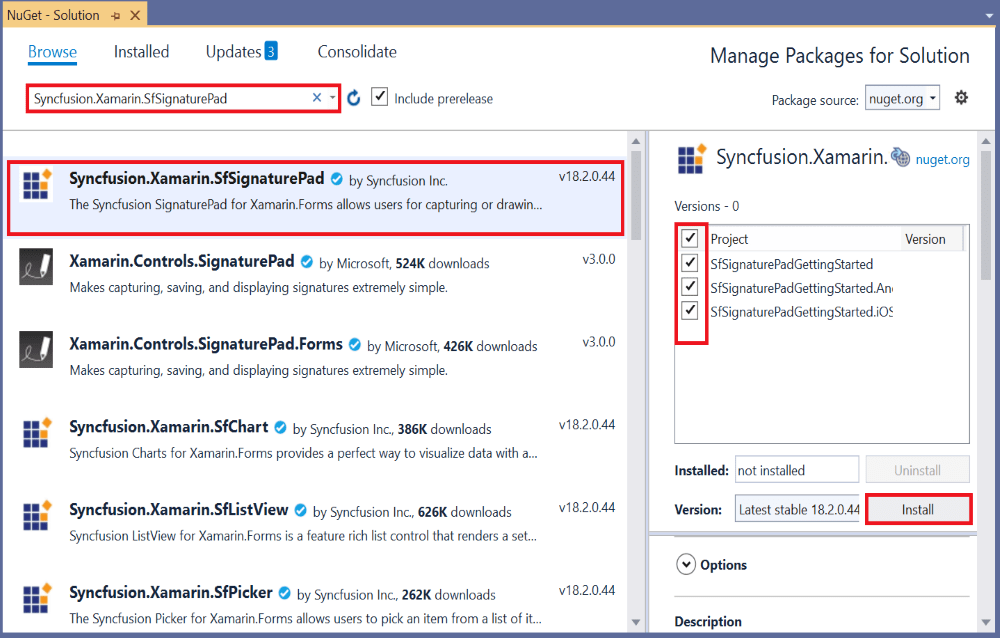 NuGet - Solution
Browse Installed Updates 3 Consolidate
Manage Packages for Solution
Syncfusion.Xamarin.SfSignaturePad
Include prerelease
Package source: nuget.org
Syncfusion.Xamarin.SfSignaturePad by Syncfusion Inc. v18.2.0.44
The Syncfusion SignaturePad for Xamarin.Forms allows users for capturing or drawin...
Xamarin.Controls.SignaturePad by Microsoft, 524K downloads v3.0.0
Makes capturing, saving, and displaying signatures extremely simple.
Xamarin.Controls.SignaturePad.Forms by Microsoft, 426K downloads v3.0.0
Makes capturing, saving, and displaying signatures extremely simple.
Syncfusion.Xamarin.SfChart by Syncfusion Inc., 386K downloads v18.2.0.44
Syncfusion Charts for Xamarin.Forms provides a perfect way to visualize data with a...
Syncfusion.Xamarin.SfListView by Syncfusion Inc., 626K downloads v18.2.0.44
Syncfusion ListView for Xamarin.Forms is a feature rich list control that renders a set...
Syncfusion.Xamarin.SfPicker by Syncfusion Inc., 262K downloads v18.2.0.44
The Syncfusion Picker for Xamarin.Forms allows users to pick an item from a list of it...
Syncfusion.Xamarin. nuget.org
Versions - 0
Project Version
SfSignaturePadGettingStarted
SfSignaturePadGettingStarted.An
SfSignaturePadGettingStarted.iOS
Installed: not installed Uninstall
Version: Latest stable 18.2.0.44 Install
Options
Description